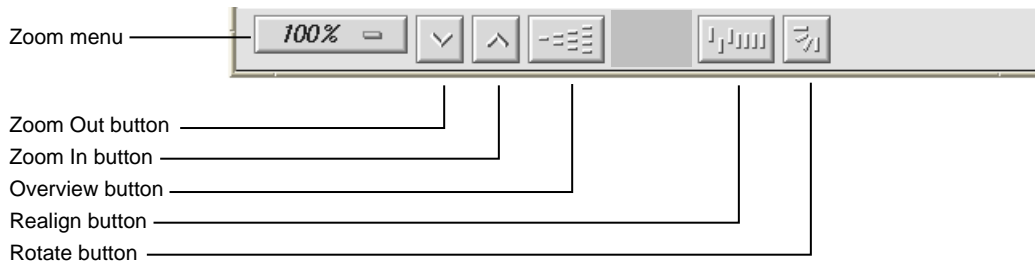 Zoom menu
100%
Zoom Out button
Zoom In button
Overview button
Realign button
Rotate button